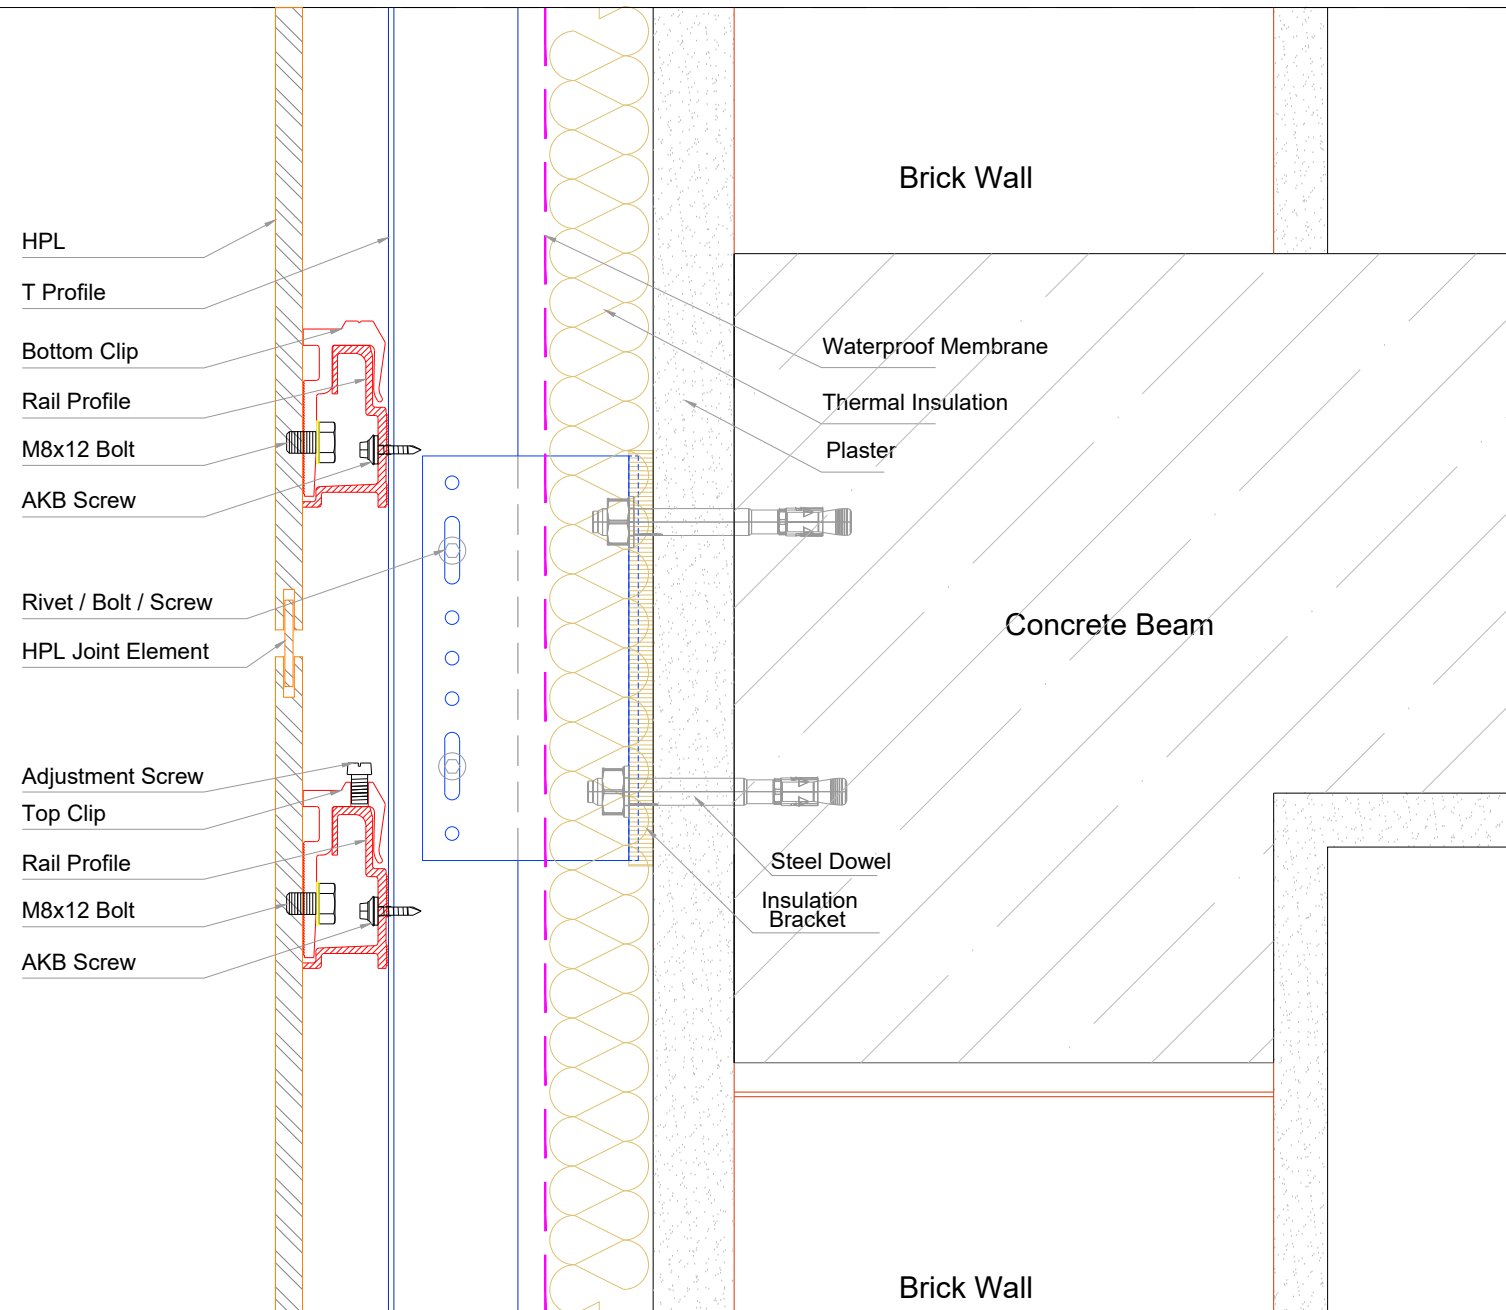 Brick Wall
HPL
T Profile
Bottom Clip
Rail Profile
M8x12 Bolt
AKB Screw
Rivet / Bolt / Screw
HPL Joint Element
Adjustment Screw
Top Clip
Rail Profile
M8x12 Bolt
AKB Screw
Waterproof Membrane
Thermal Insulation
Plaster
Concrete Beam
Steel Dowel
Insulation
Bracket
Brick Wall